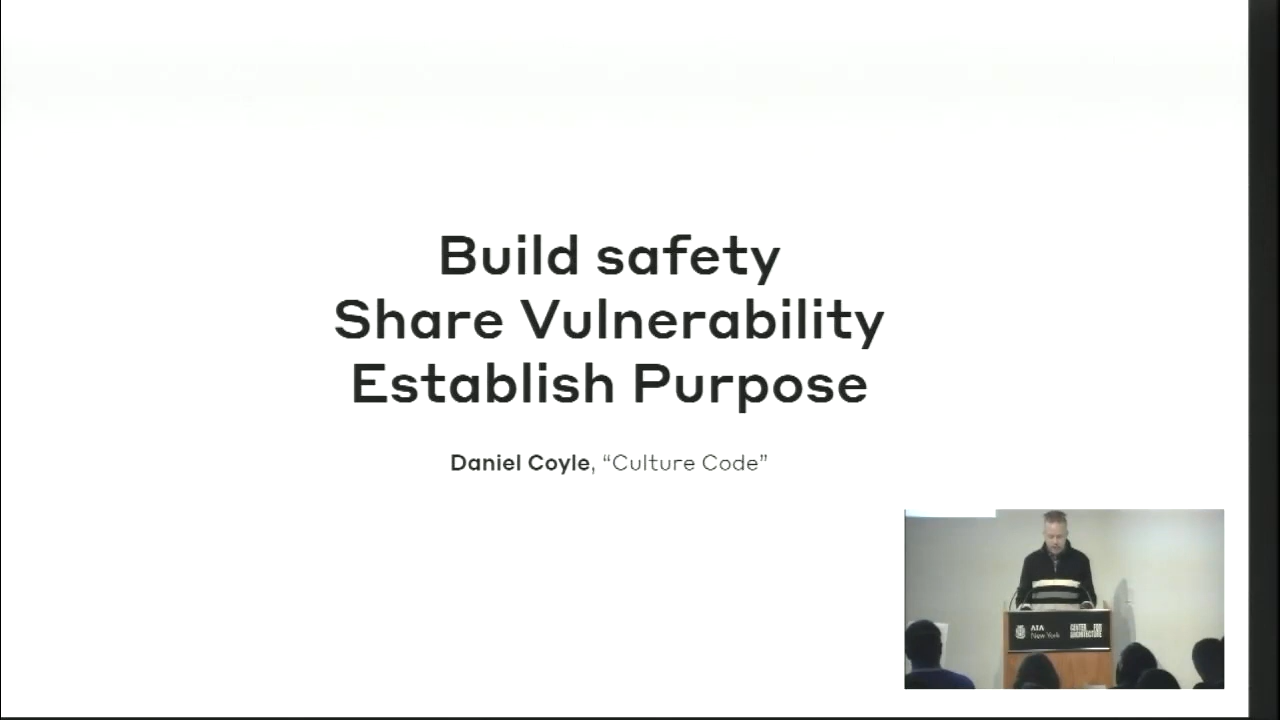 Build safety
Share Vulnerability
Establish Purpose
Daniel Coyle, “Culture Code”
AIA
New York
CENTER FOR
ARCHITECTURE